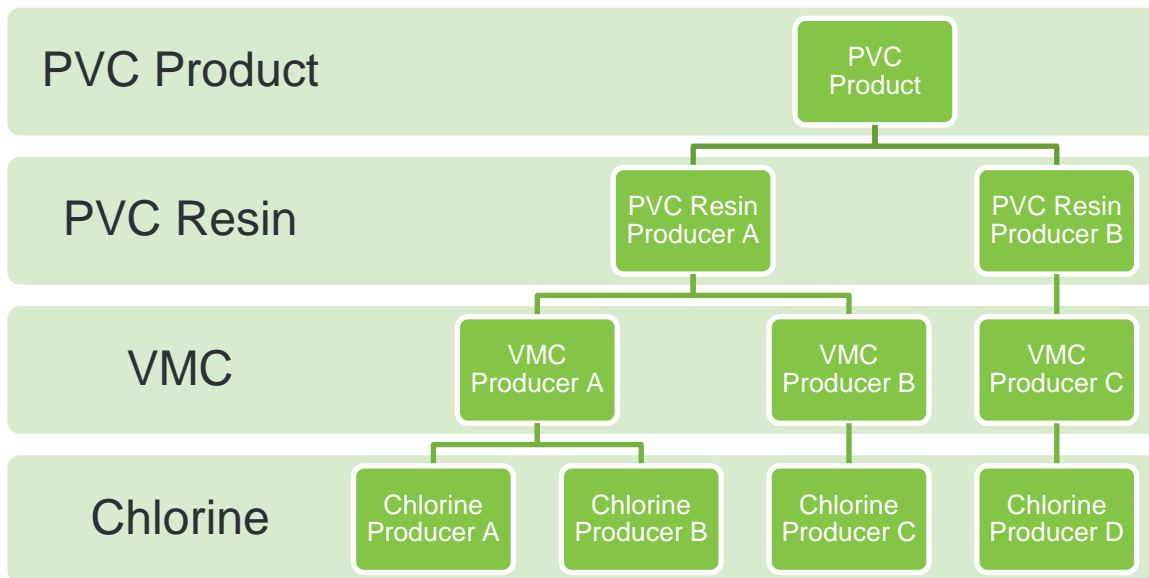 PVC Product
PVC
Product
PVC Resin
PVC Resin
Producer A
PVC Resin
Producer B
VMC
VMC
Producer A
VMC
Producer B
VMC
Producer C
Chlorine
Chlorine
Producer A
Chlorine
Producer B
Chlorine
Producer C
Chlorine
Producer D